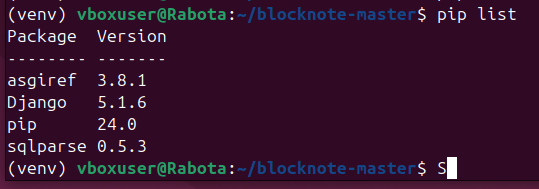 (venv) vboxuser@Rabota:~/blocknote-master$ pip list
Package  Version
-------- -------
asgiref  3.8.1
Django   5.1.6
pip      24.0
sqlparse 0.5.3
(venv) vboxuser@Rabota:~/blocknote-master$ S